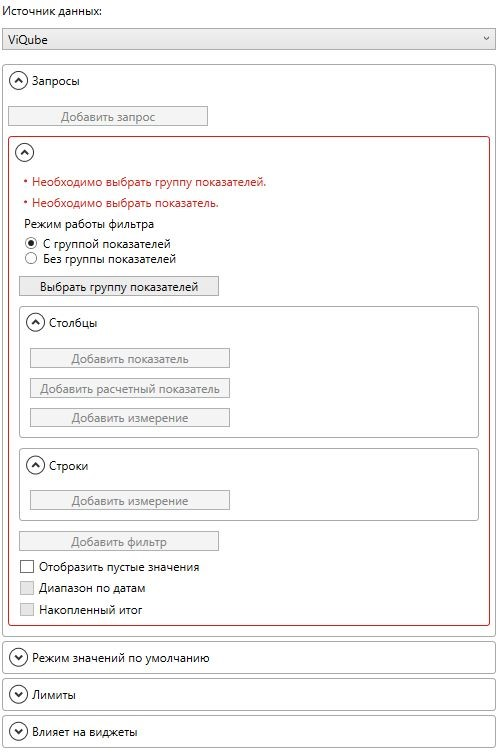 Источник данных:
ViQube
Запросы
Добавить запрос
• Необходимо выбрать группу показателей.
• Необходимо выбрать показатель.
Режим работы фильтра
С группой показателей
Без группы показателей
Выбрать группу показателей
Столбцы
Добавить показатель
Добавить расчетный показатель
Добавить измерение
Строки
Добавить измерение
Добавить фильтр
Отобразить пустые значения
Диапазон по датам
Накопленный итог
Режим значений по умолчанию
Лимиты
Влияет на виджеты